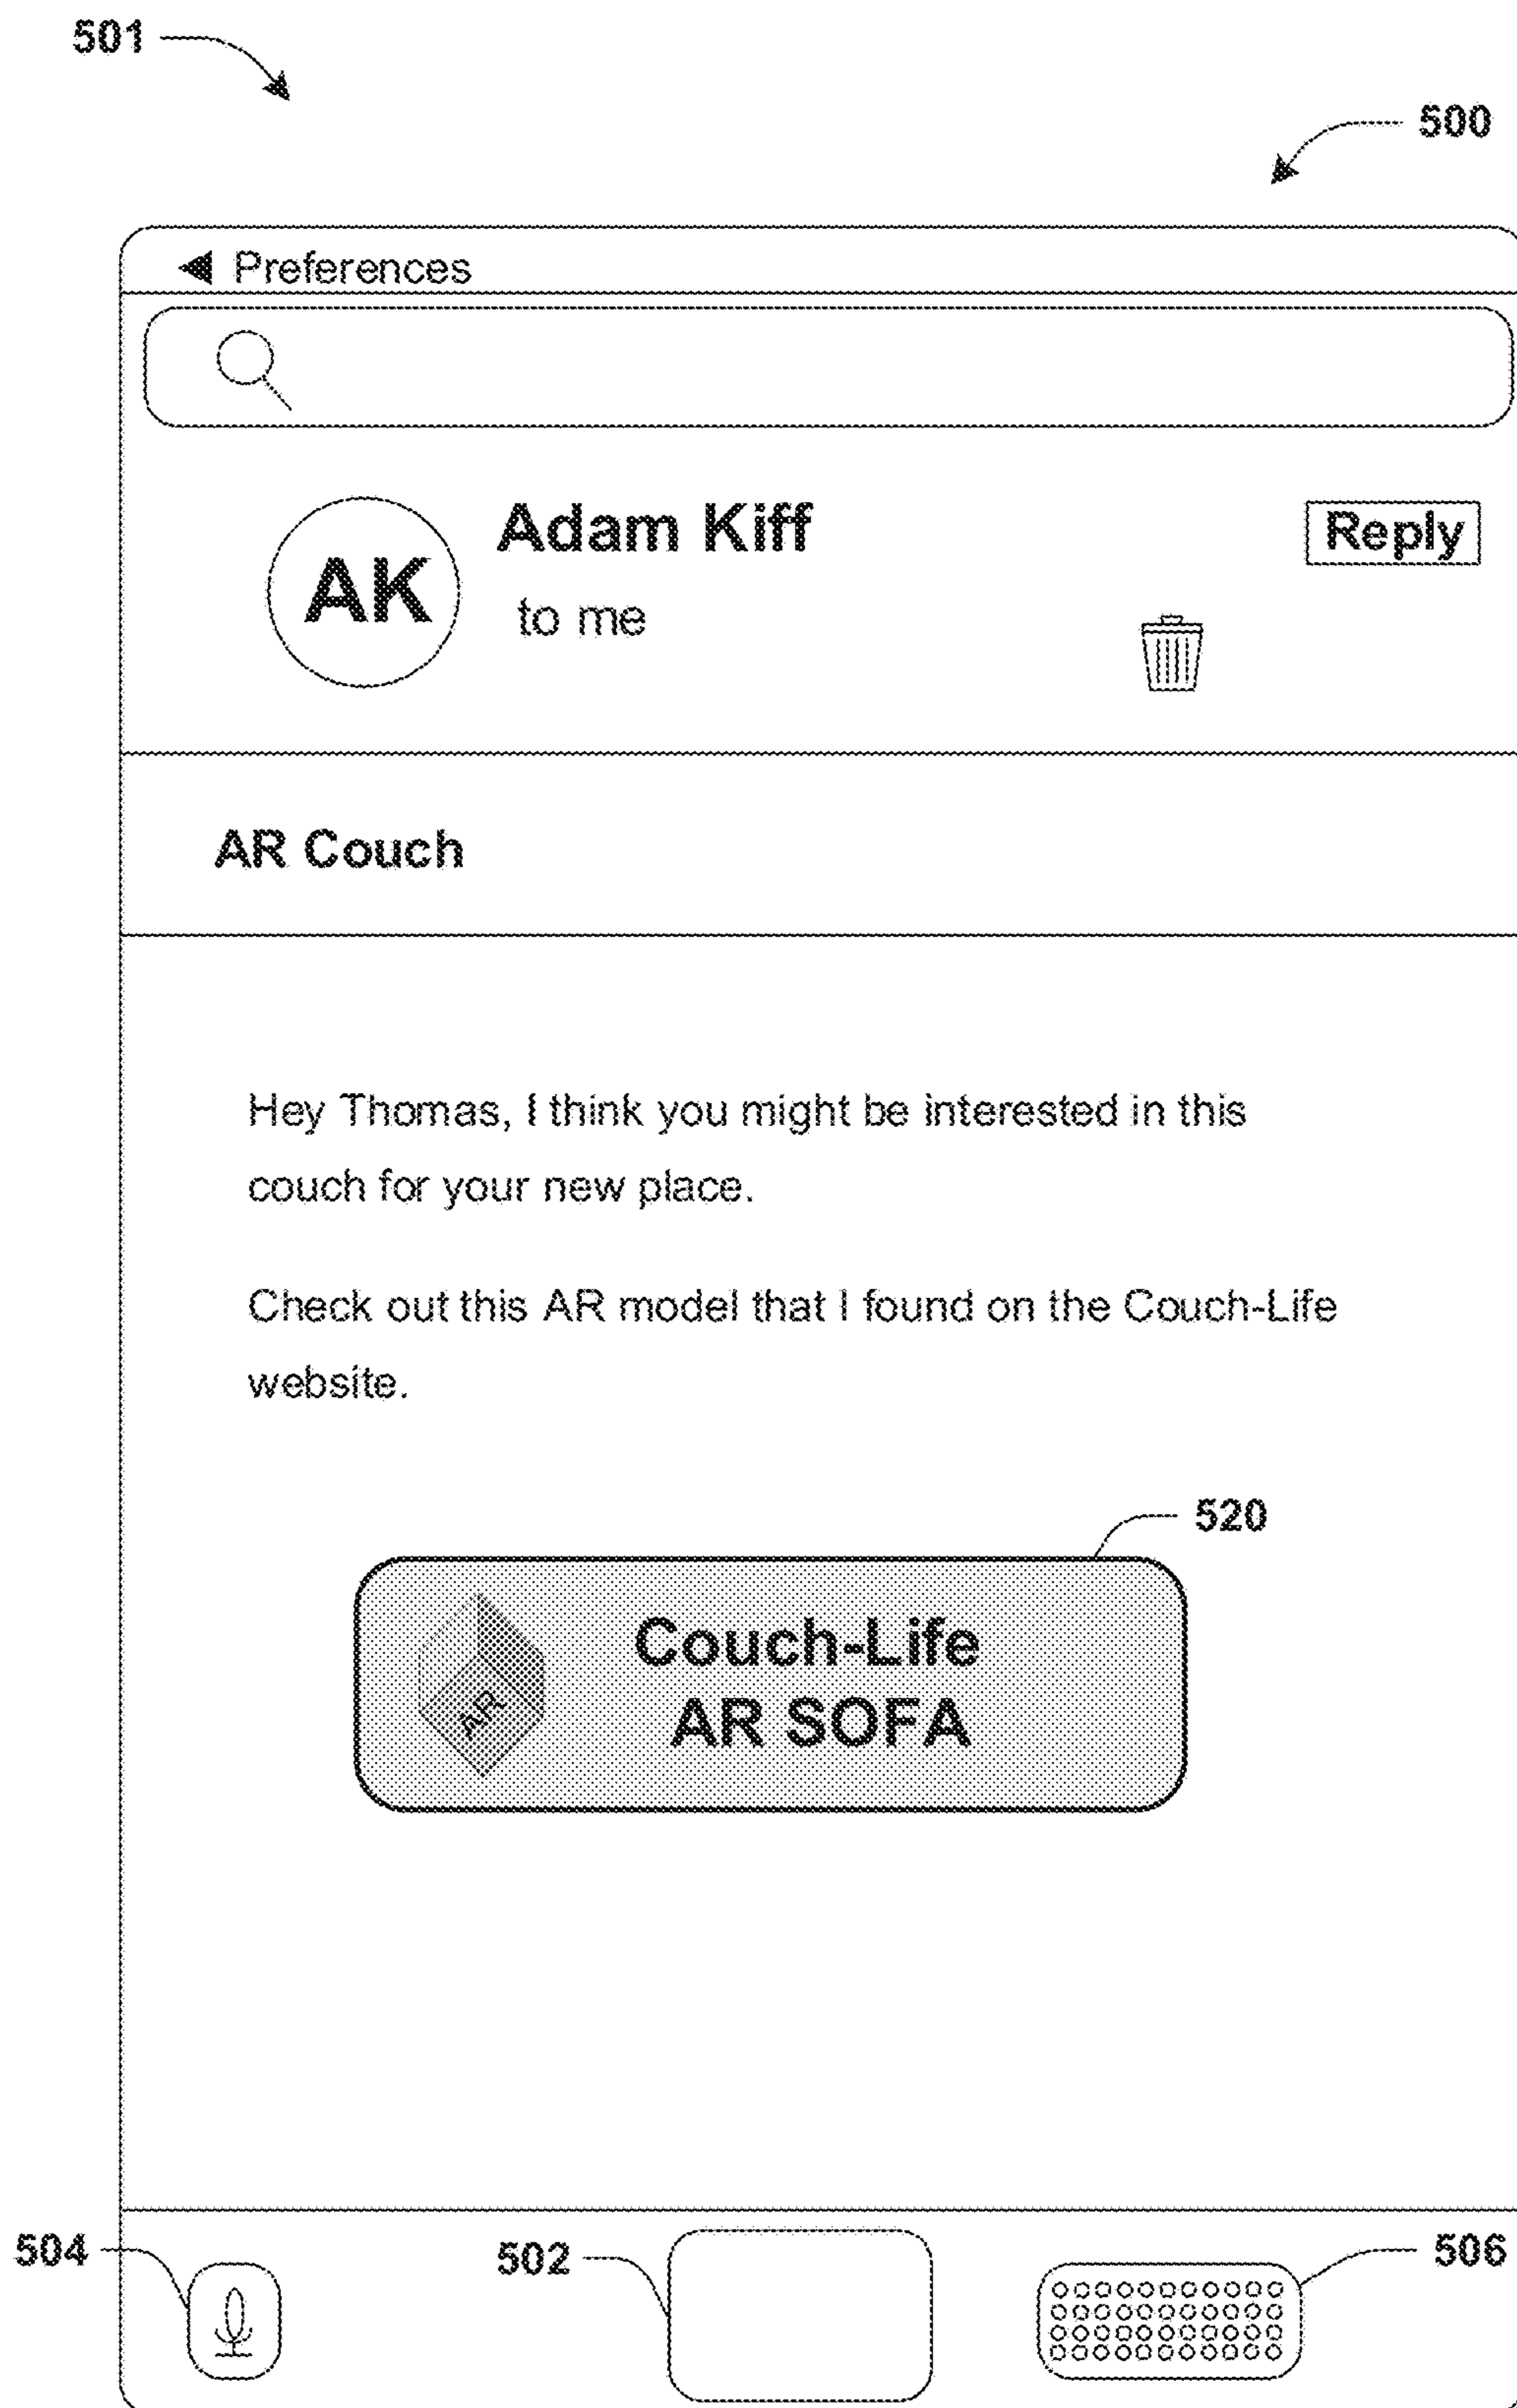 501
500
Preferences
AK
Adam Kiff
Reply
to me
AR Couch
Hey Thomas, I think you might be interested in this
couch for your new place.
Check out this AR model that I found on the Couch-Life
website.
520
AR
Couch-Life
AR SOFA
504
502
506